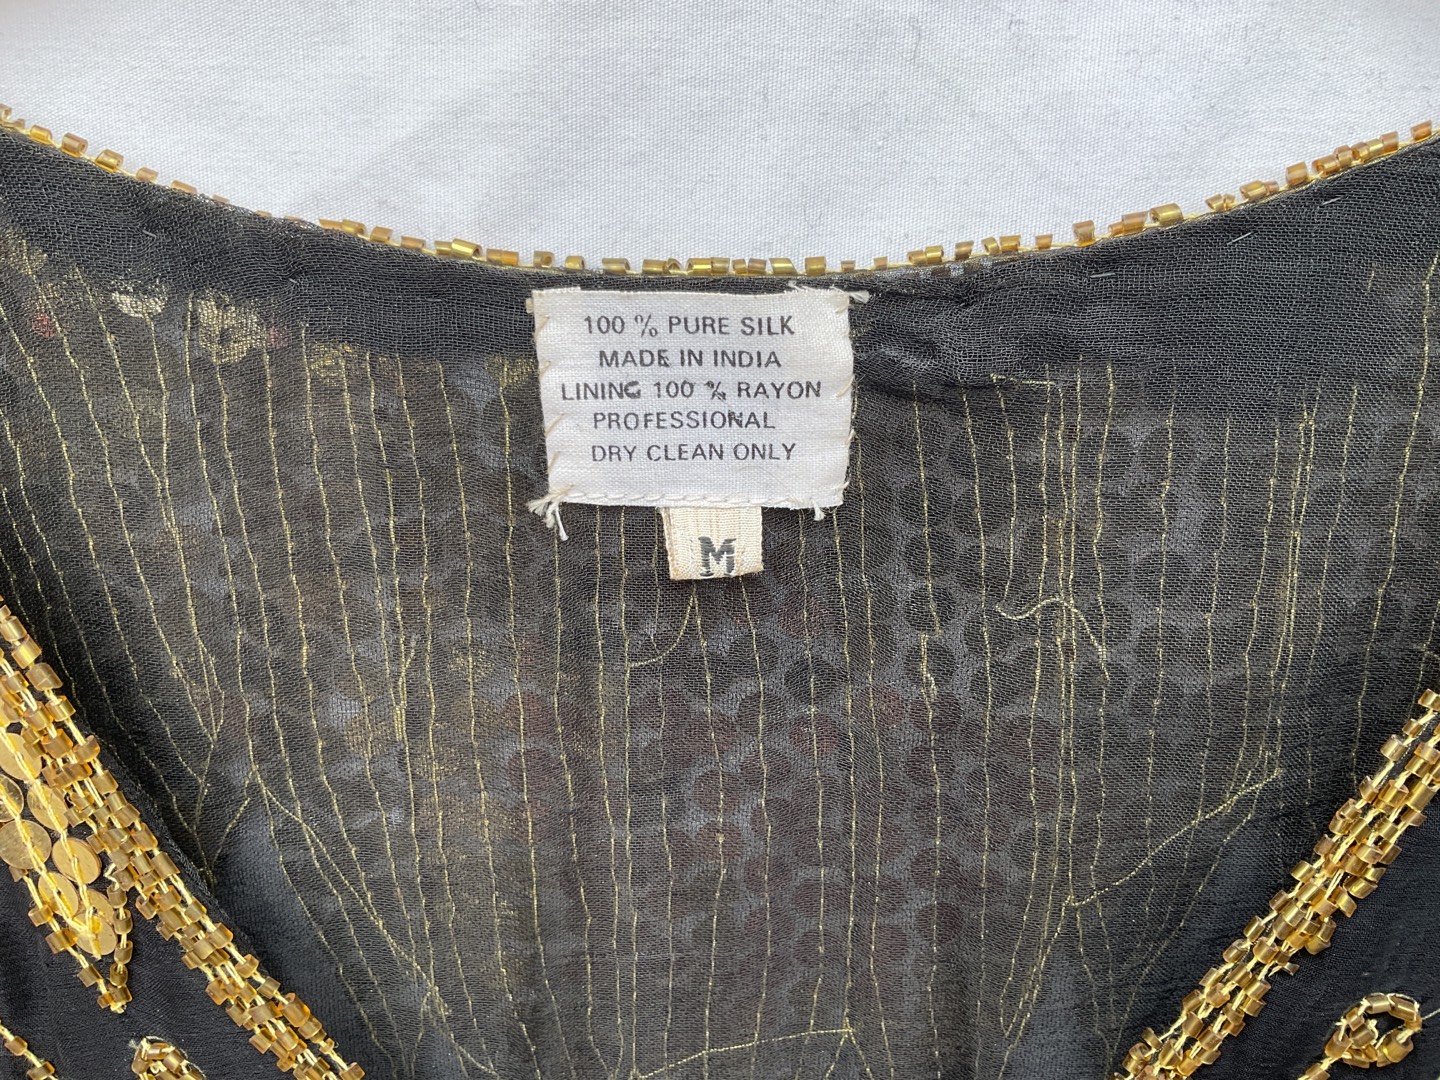 100 % PURE SILK
MADE IN INDIA
LINING 100 % RAYON
PROFESSIONAL
DRY CLEAN ONLY
M